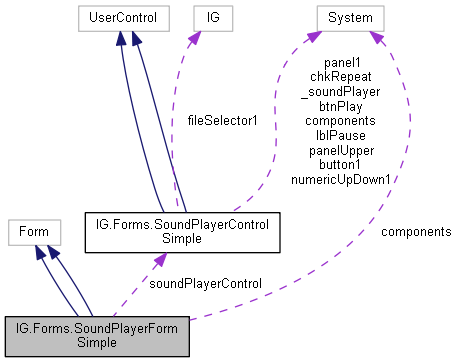 UserControl
IG
System
panel1
chkRepeat
_soundPlayer
btnPlay
components
lblPause
panelUpper
button1
numericUpDown1
fileSelector1
IG.Forms.SoundPlayerControl
Simple
Form
components
soundPlayerControl
IG.Forms.SoundPlayerForm
Simple